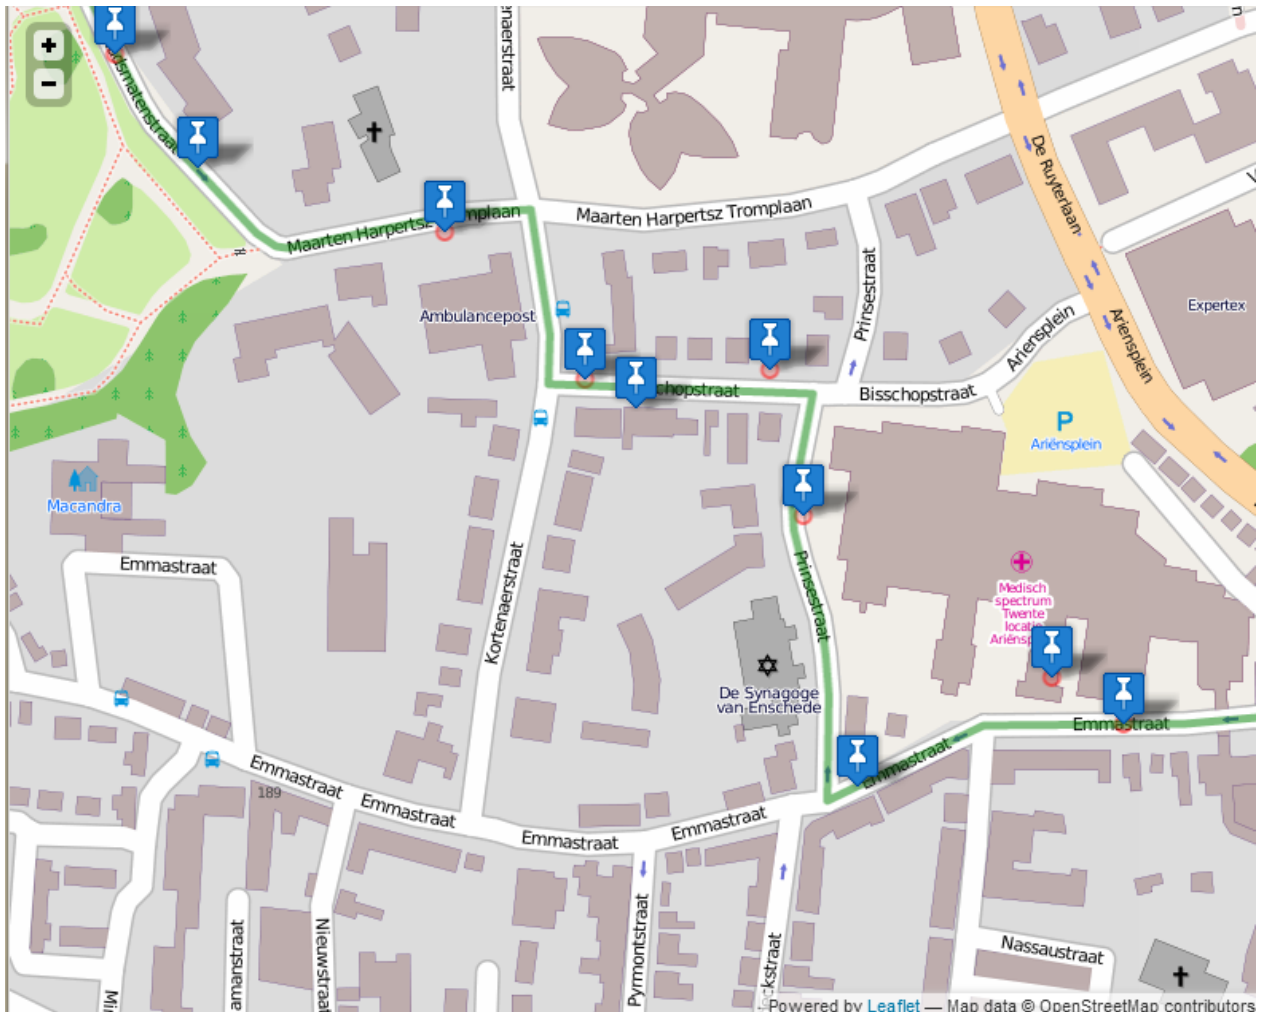 +
−
Maarten Harpertsz
Maarten Harpertsz Tromplaan
De Ruyterlaan
Prinsestraat
Expertex
Ambulancepost
Ariensplein
Ariensplein
Bisschopstraat
P
Ariënsplein
Macandra
Emmastraat
Kortenaerstraat
Prinsestraat
Medisch
spectrum
Twente
locatie
De Synagoge
van Enschede
Emmastraat
Emmastraat
Emmastraat
189
Emmastraat
Emmastraat
Emmastraat
Pyrmontstraat
Nieuwstraat
Nassaustraat
Powered by Leaflet — Map data © OpenStreetMap contributors